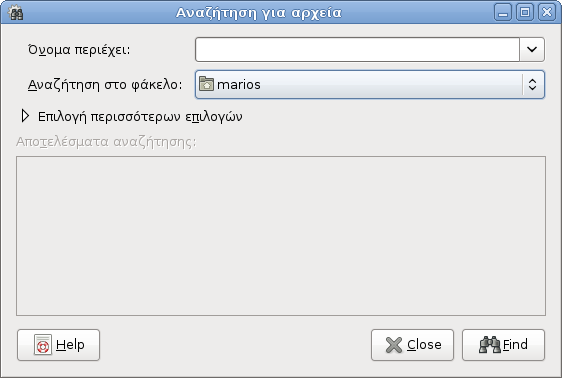 Αναζήτηση για αρχεία
Όνομα περιέχει:
Αναζήτηση στο φάκελο: marios
Επιλογή περισσότερων επιλογών
Αποτελέσματα αναζήτησης:
Help Close Find